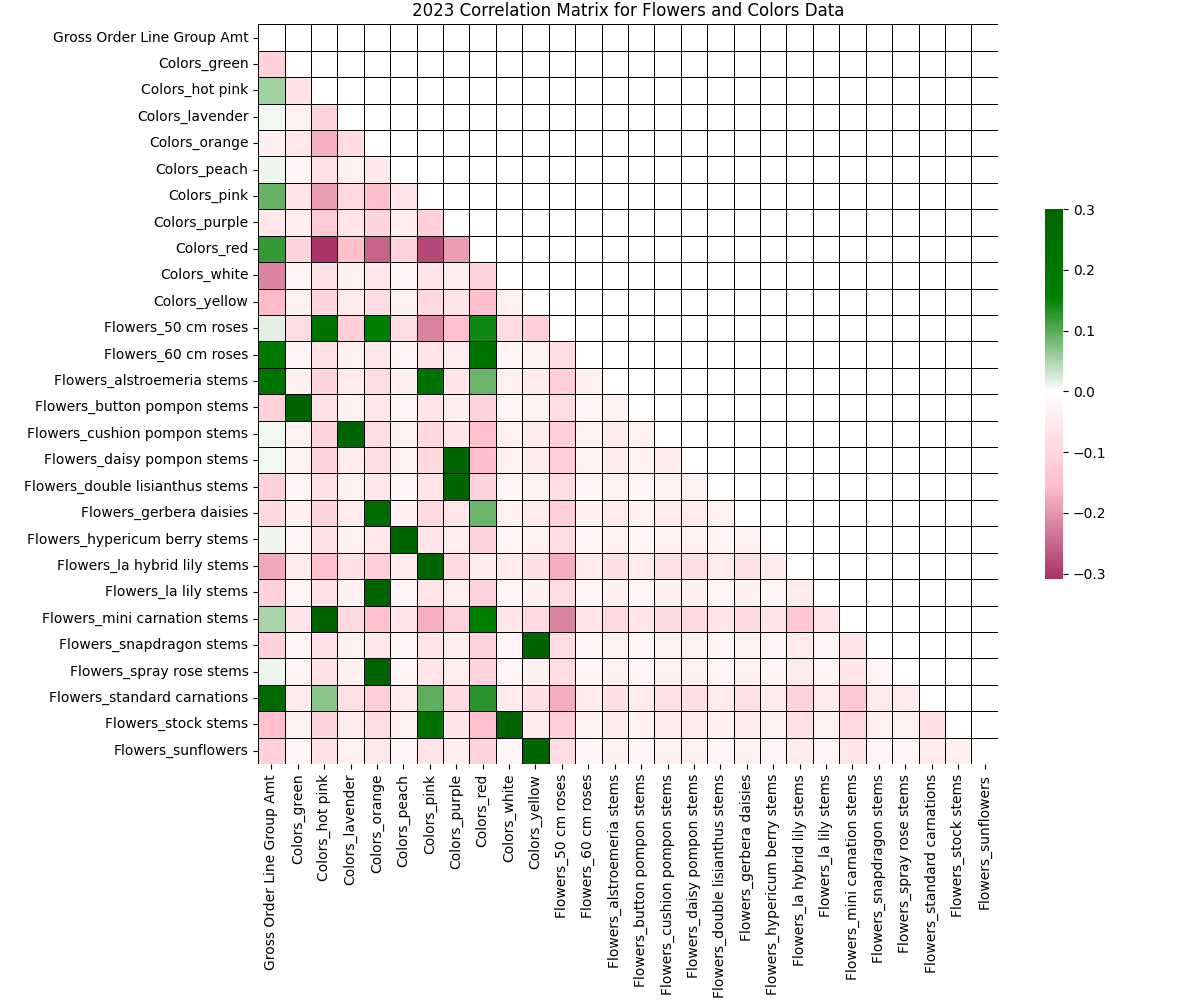 2023 Correlation Matrix for Flowers and Colors Data
Gross Order Line Group Amt
Colors_green
Colors_hot pink
Colors_lavender
Colors_orange
Colors_peach
Colors_pink
Colors_purple
Colors_red
Colors_white
Colors_yellow
Flowers_50 cm roses
Flowers_60 cm roses
Flowers_alstroemeria stems
Flowers_button pompon stems
Flowers_cushion pompon stems
Flowers_daisy pompon stems
Flowers_double lisianthus stems
Flowers_gerbera daisies
Flowers_hypericum berry stems
Flowers_la hybrid lily stems
Flowers_la lily stems
Flowers_mini carnation stems
Flowers_snapdragon stems
Flowers_spray rose stems
Flowers_standard carnations
Flowers_stock stems
Flowers_sunflowers
Gross Order Line Group Amt
Colors_green
Colors_hot pink
Colors_lavender
Colors_orange
Colors_peach
Colors_pink
Colors_purple
Colors_red
Colors_white
Colors_yellow
Flowers_50 cm roses
Flowers_60 cm roses
Flowers_alstroemeria stems
Flowers_button pompon stems
Flowers_cushion pompon stems
Flowers_daisy pompon stems
Flowers_double lisianthus stems
Flowers_gerbera daisies
Flowers_hypericum berry stems
Flowers_la hybrid lily stems
Flowers_la lily stems
Flowers_mini carnation stems
Flowers_snapdragon stems
Flowers_spray rose stems
Flowers_standard carnations
Flowers_stock stems
Flowers_sunflowers
0.3
0.2
0.1
0.0
−0.1
−0.2
−0.3